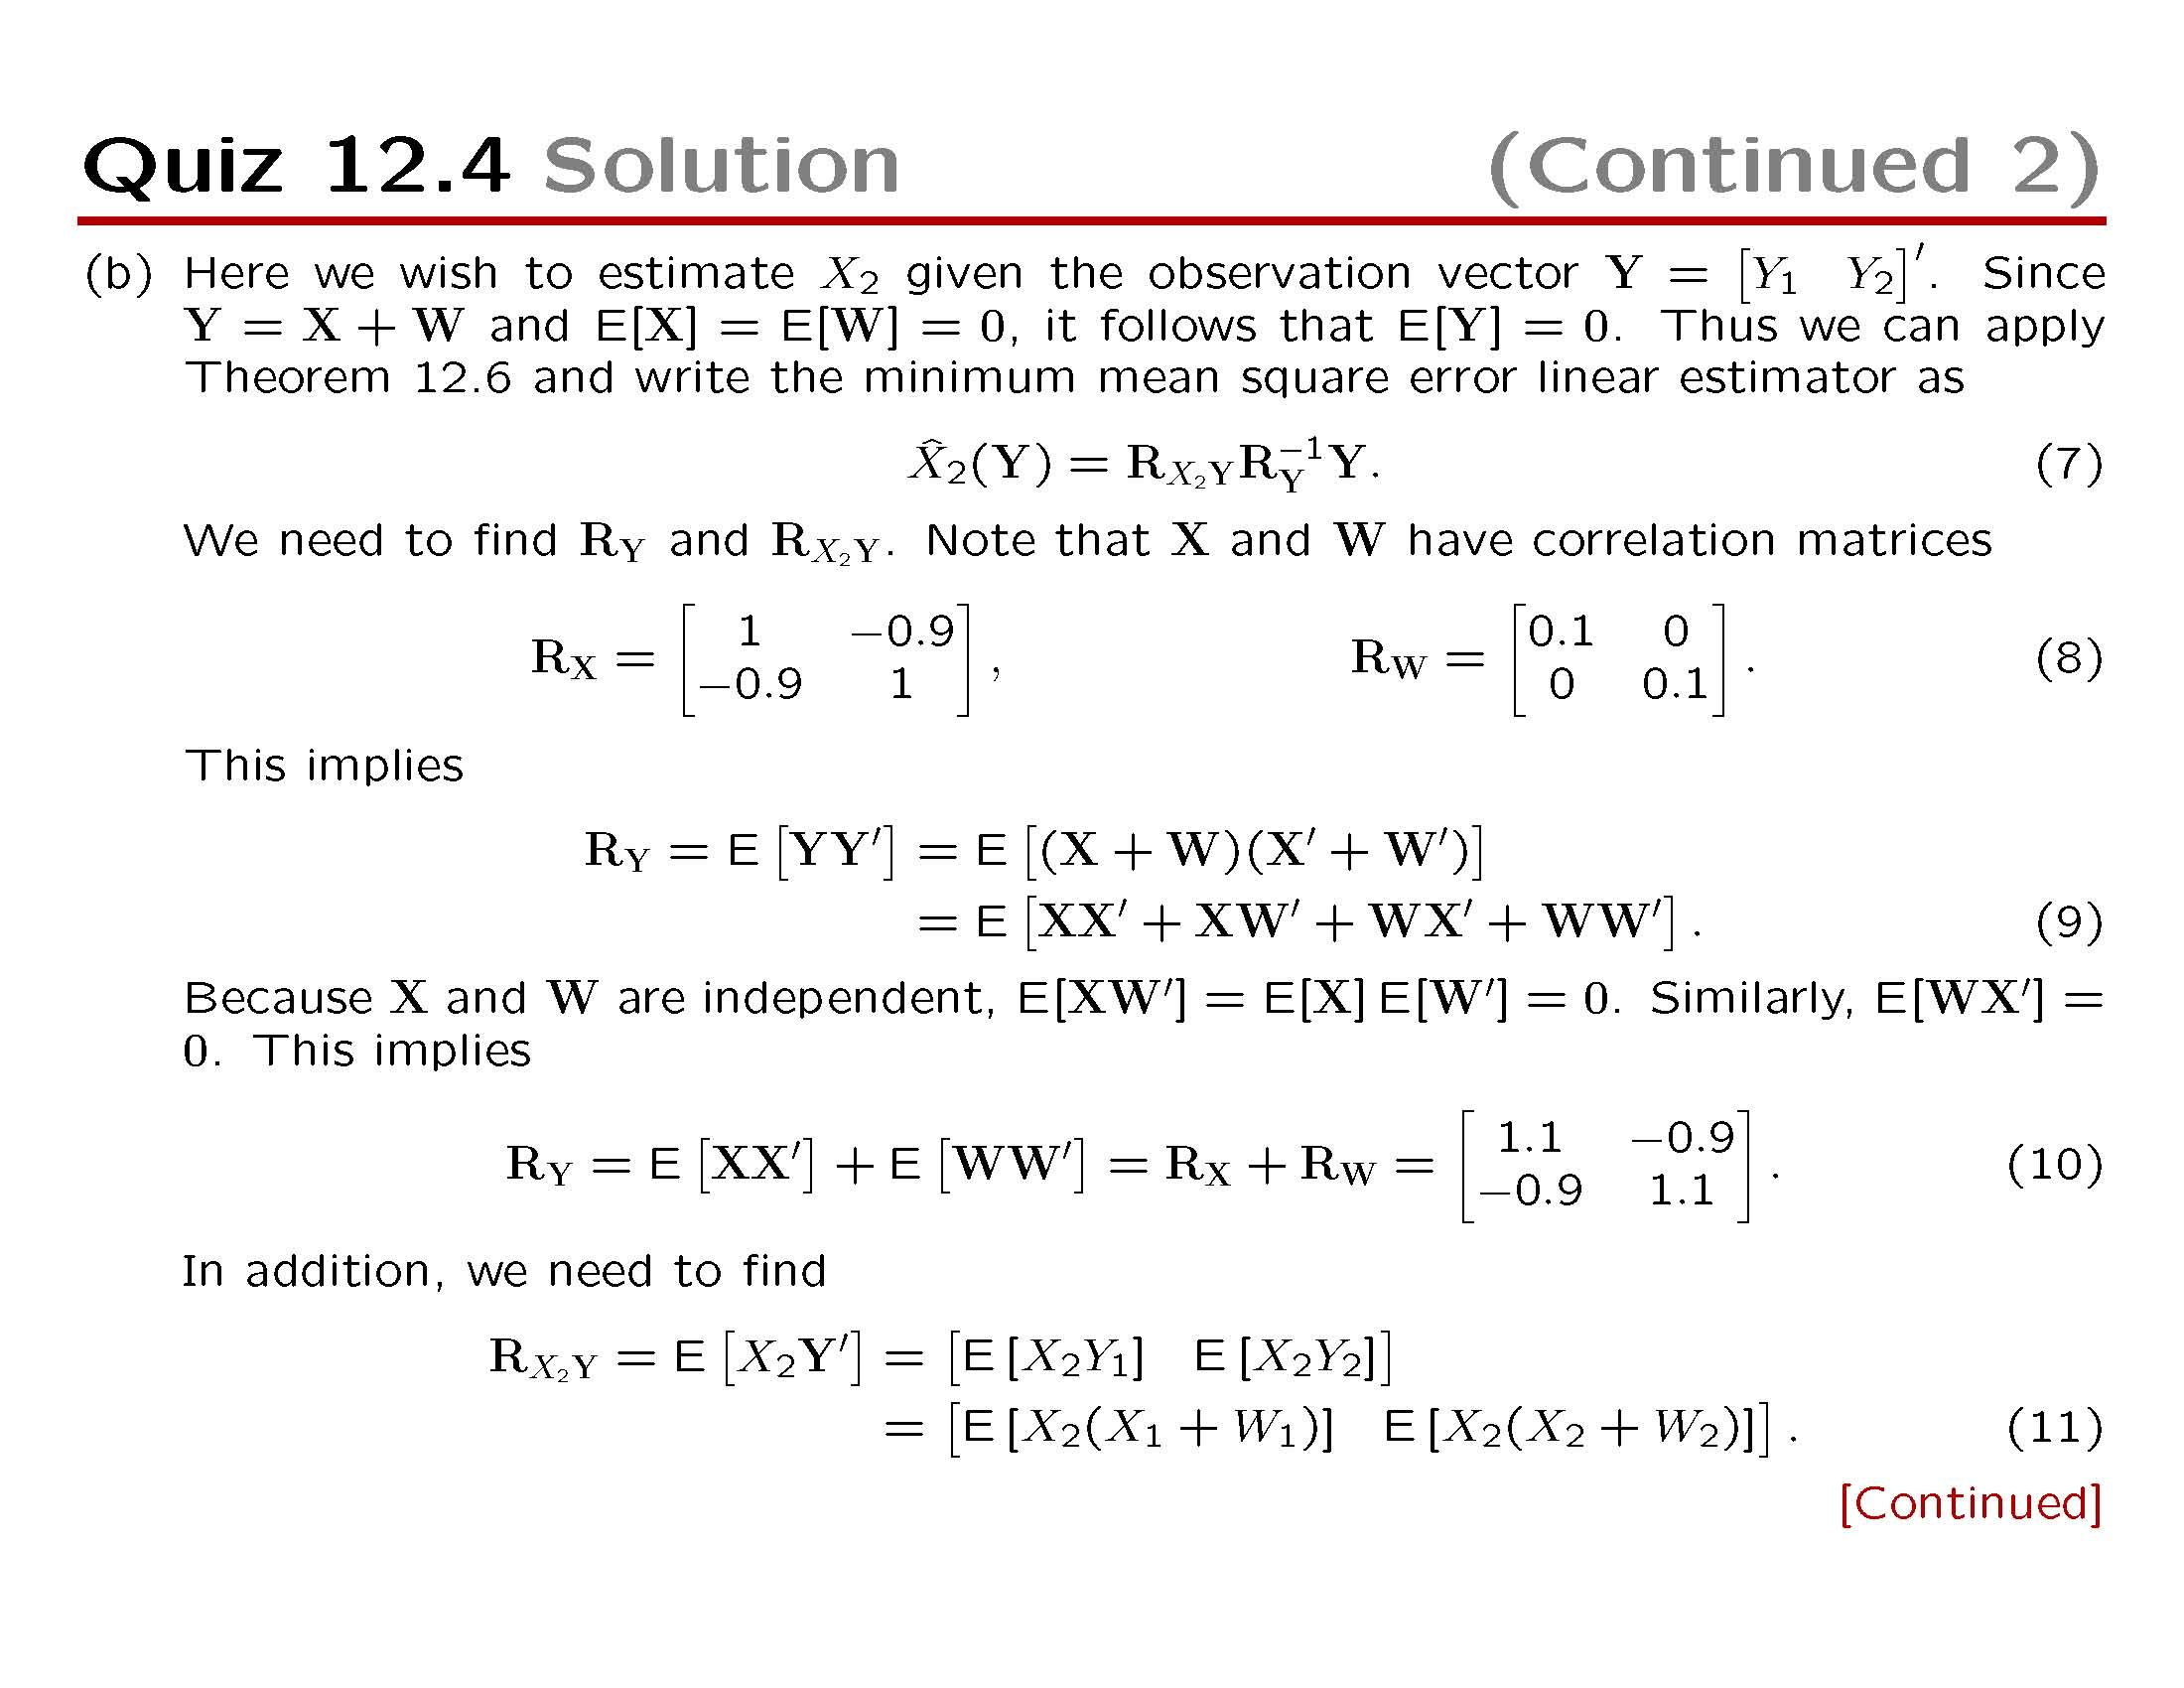 Quiz 12.4 Solution (Continued 2)
(b) Here we wish to estimate X₂ given the observation vector Y = [Y₁ Y₂]′. Since
Y = X + W and E[X] = E[W] = 0, it follows that E[Y] = 0. Thus we can apply
Theorem 12.6 and write the minimum mean square error linear estimator as
X̂₂(Y) = R_{X₂Y}R_Y^{−1}Y. (7)
We need to find R_Y and R_{X₂Y}. Note that X and W have correlation matrices
R_X = [1 −0.9; −0.9 1], R_W = [0.1 0; 0 0.1]. (8)
This implies
R_Y = E [YY′] = E [(X + W)(X′ + W′)]
= E [XX′ + XW′ + WX′ + WW′]. (9)
Because X and W are independent, E[XW′] = E[X] E[W′] = 0. Similarly, E[WX′] =
0. This implies
R_Y = E [XX′] + E [WW′] = R_X + R_W = [1.1 −0.9; −0.9 1.1]. (10)
In addition, we need to find
R_{X₂Y} = E [X₂Y′] = [E [X₂Y₁] E [X₂Y₂]]
= [E [X₂(X₁ + W₁)] E [X₂(X₂ + W₂)]]. (11)
[Continued]